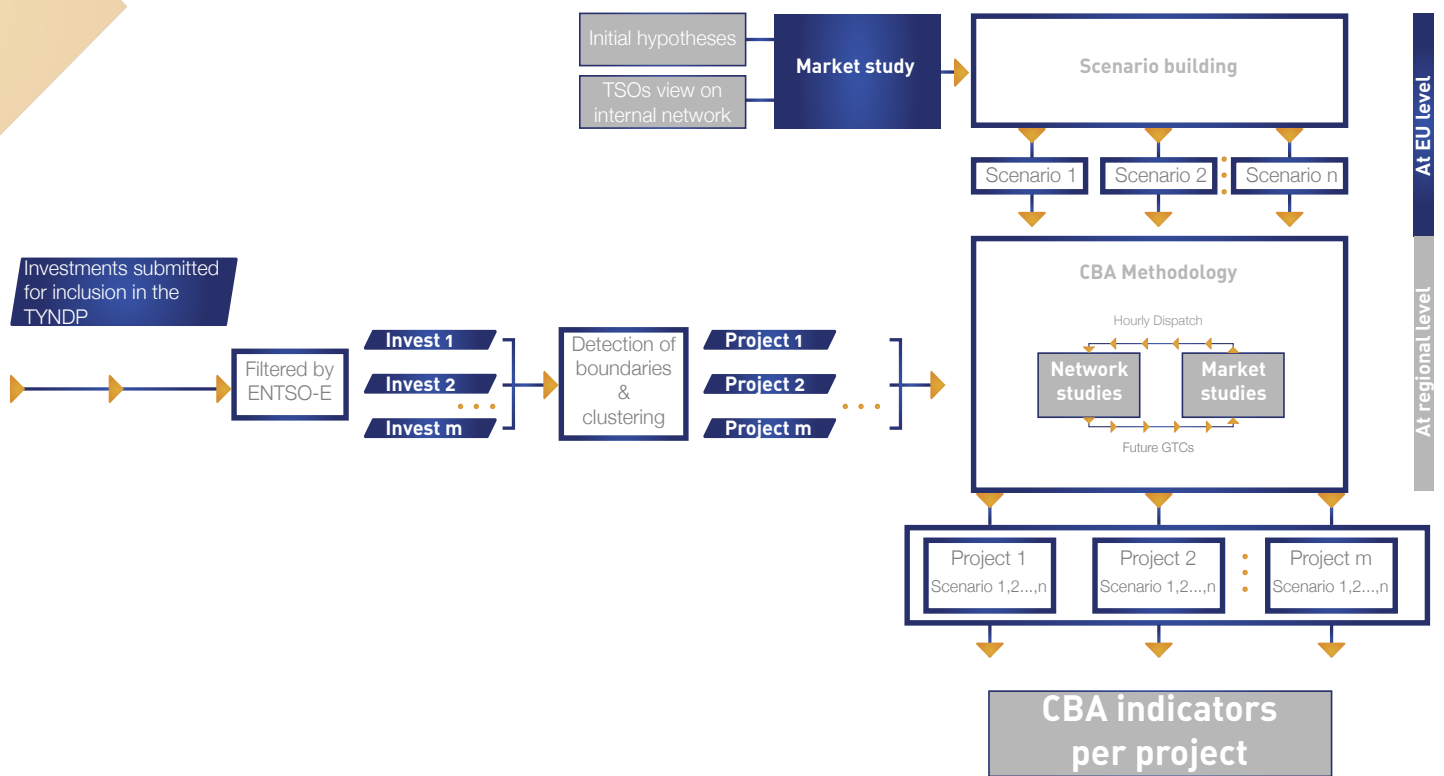 Initial hypotheses
TSOs view on
internal network
Market study
Scenario building
At EU level
Scenario 1
Scenario 2
Scenario n
Investments submitted
for inclusion in the
TYNDP
Filtered by
ENTSO-E
Invest 1
Invest 2
Invest m
Detection of
boundaries
&
clustering
Project 1
Project 2
Project m
CBA Methodology
Hourly Dispatch
Network
studies
Market
studies
Future GTCs
At regional level
Project 1
Scenario 1,2...,n
Project 2
Scenario 1,2...,n
Project m
Scenario 1,2...,n
CBA indicators
per project